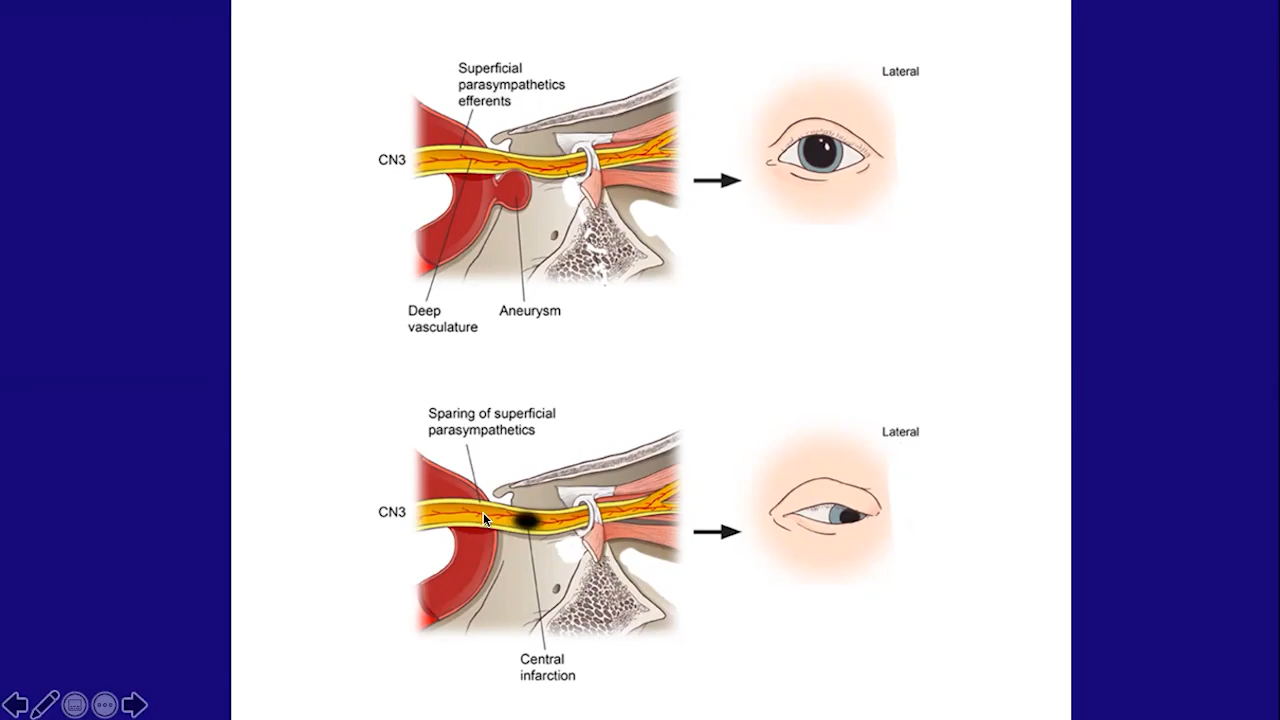 Superficial
parasympathetics
efferents
Lateral
CN3
Deep
vasculature
Aneurysm
Sparing of superficial
parasympathetics
Lateral
CN3
Central
infarction